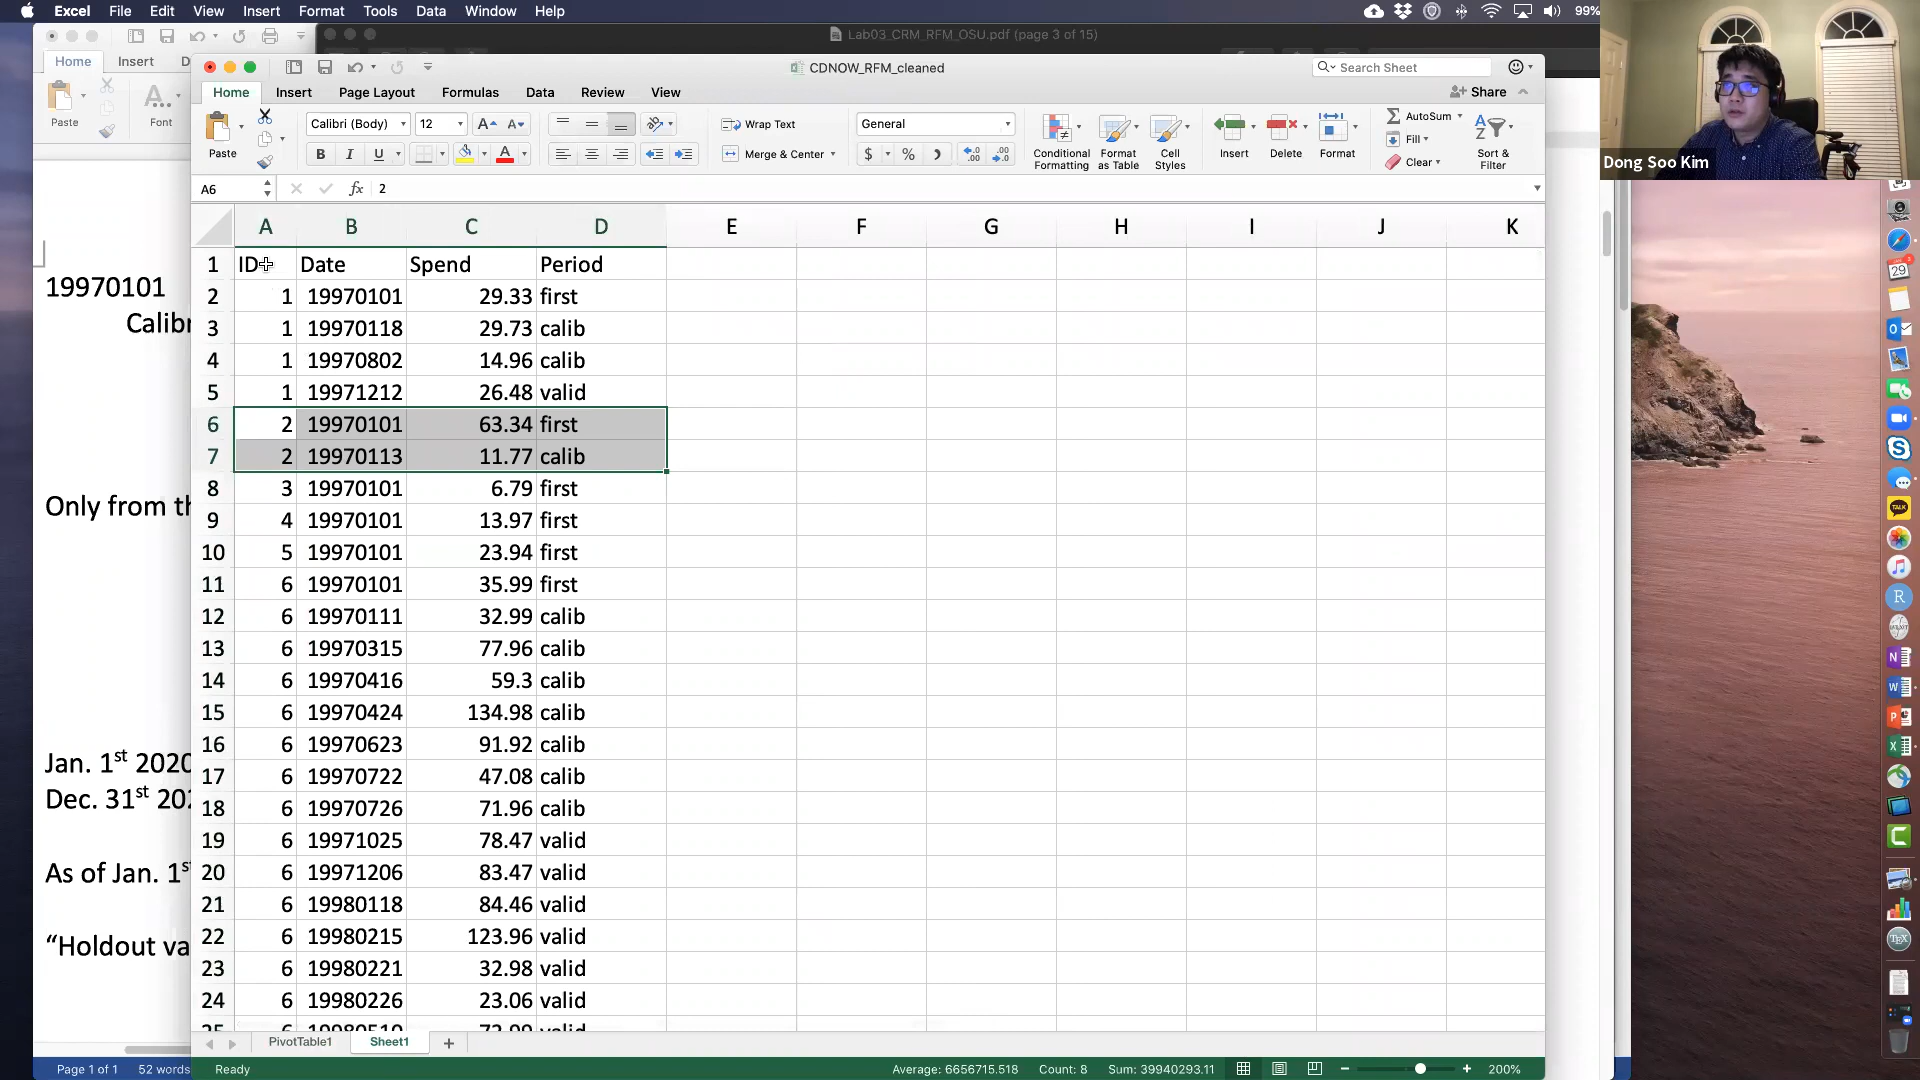 Excel File Edit View Insert Format Tools Data Window Help 99%
Lab03_CRM_RFM_OSU.pdf (page 3 of 15)
CDNOW_RFM_cleaned
Search Sheet
Home Insert D
Home Insert Page Layout Formulas Data Review View Share
Paste Font
Paste Calibri (Body) 12 A A Wrap Text General Conditional Formatting Format as Table Cell Styles Insert Delete Format AutoSum Fill Clear Sort & Filter
B I U A Merge & Center $ % )
Dong Soo Kim
A6 fx 2
A B C D E F G H I J K
1 ID Date Spend Period
2 1 19970101 29.33 first
3 1 19970118 29.73 calib
4 1 19970802 14.96 calib
5 1 19971212 26.48 valid
6 2 19970101 63.34 first
7 2 19970113 11.77 calib
8 3 19970101 6.79 first
9 4 19970101 13.97 first
10 5 19970101 23.94 first
11 6 19970101 35.99 first
12 6 19970111 32.99 calib
13 6 19970315 77.96 calib
14 6 19970416 59.3 calib
15 6 19970424 134.98 calib
16 6 19970623 91.92 calib
17 6 19970722 47.08 calib
18 6 19970726 71.96 calib
19 6 19971025 78.47 valid
20 6 19971206 83.47 valid
21 6 19980118 84.46 valid
22 6 19980215 123.96 valid
23 6 19980221 32.98 valid
24 6 19980226 23.06 valid
19970101
Calibr
Only from th
Jan. 1st 2020
Dec. 31st 202
As of Jan. 1s
“Holdout va
PivotTable1 Sheet1 +
Page 1 of 1 52 words
Ready Average: 6656715.518 Count: 8 Sum: 39940293.11 200%
29
TALK
R
TEX